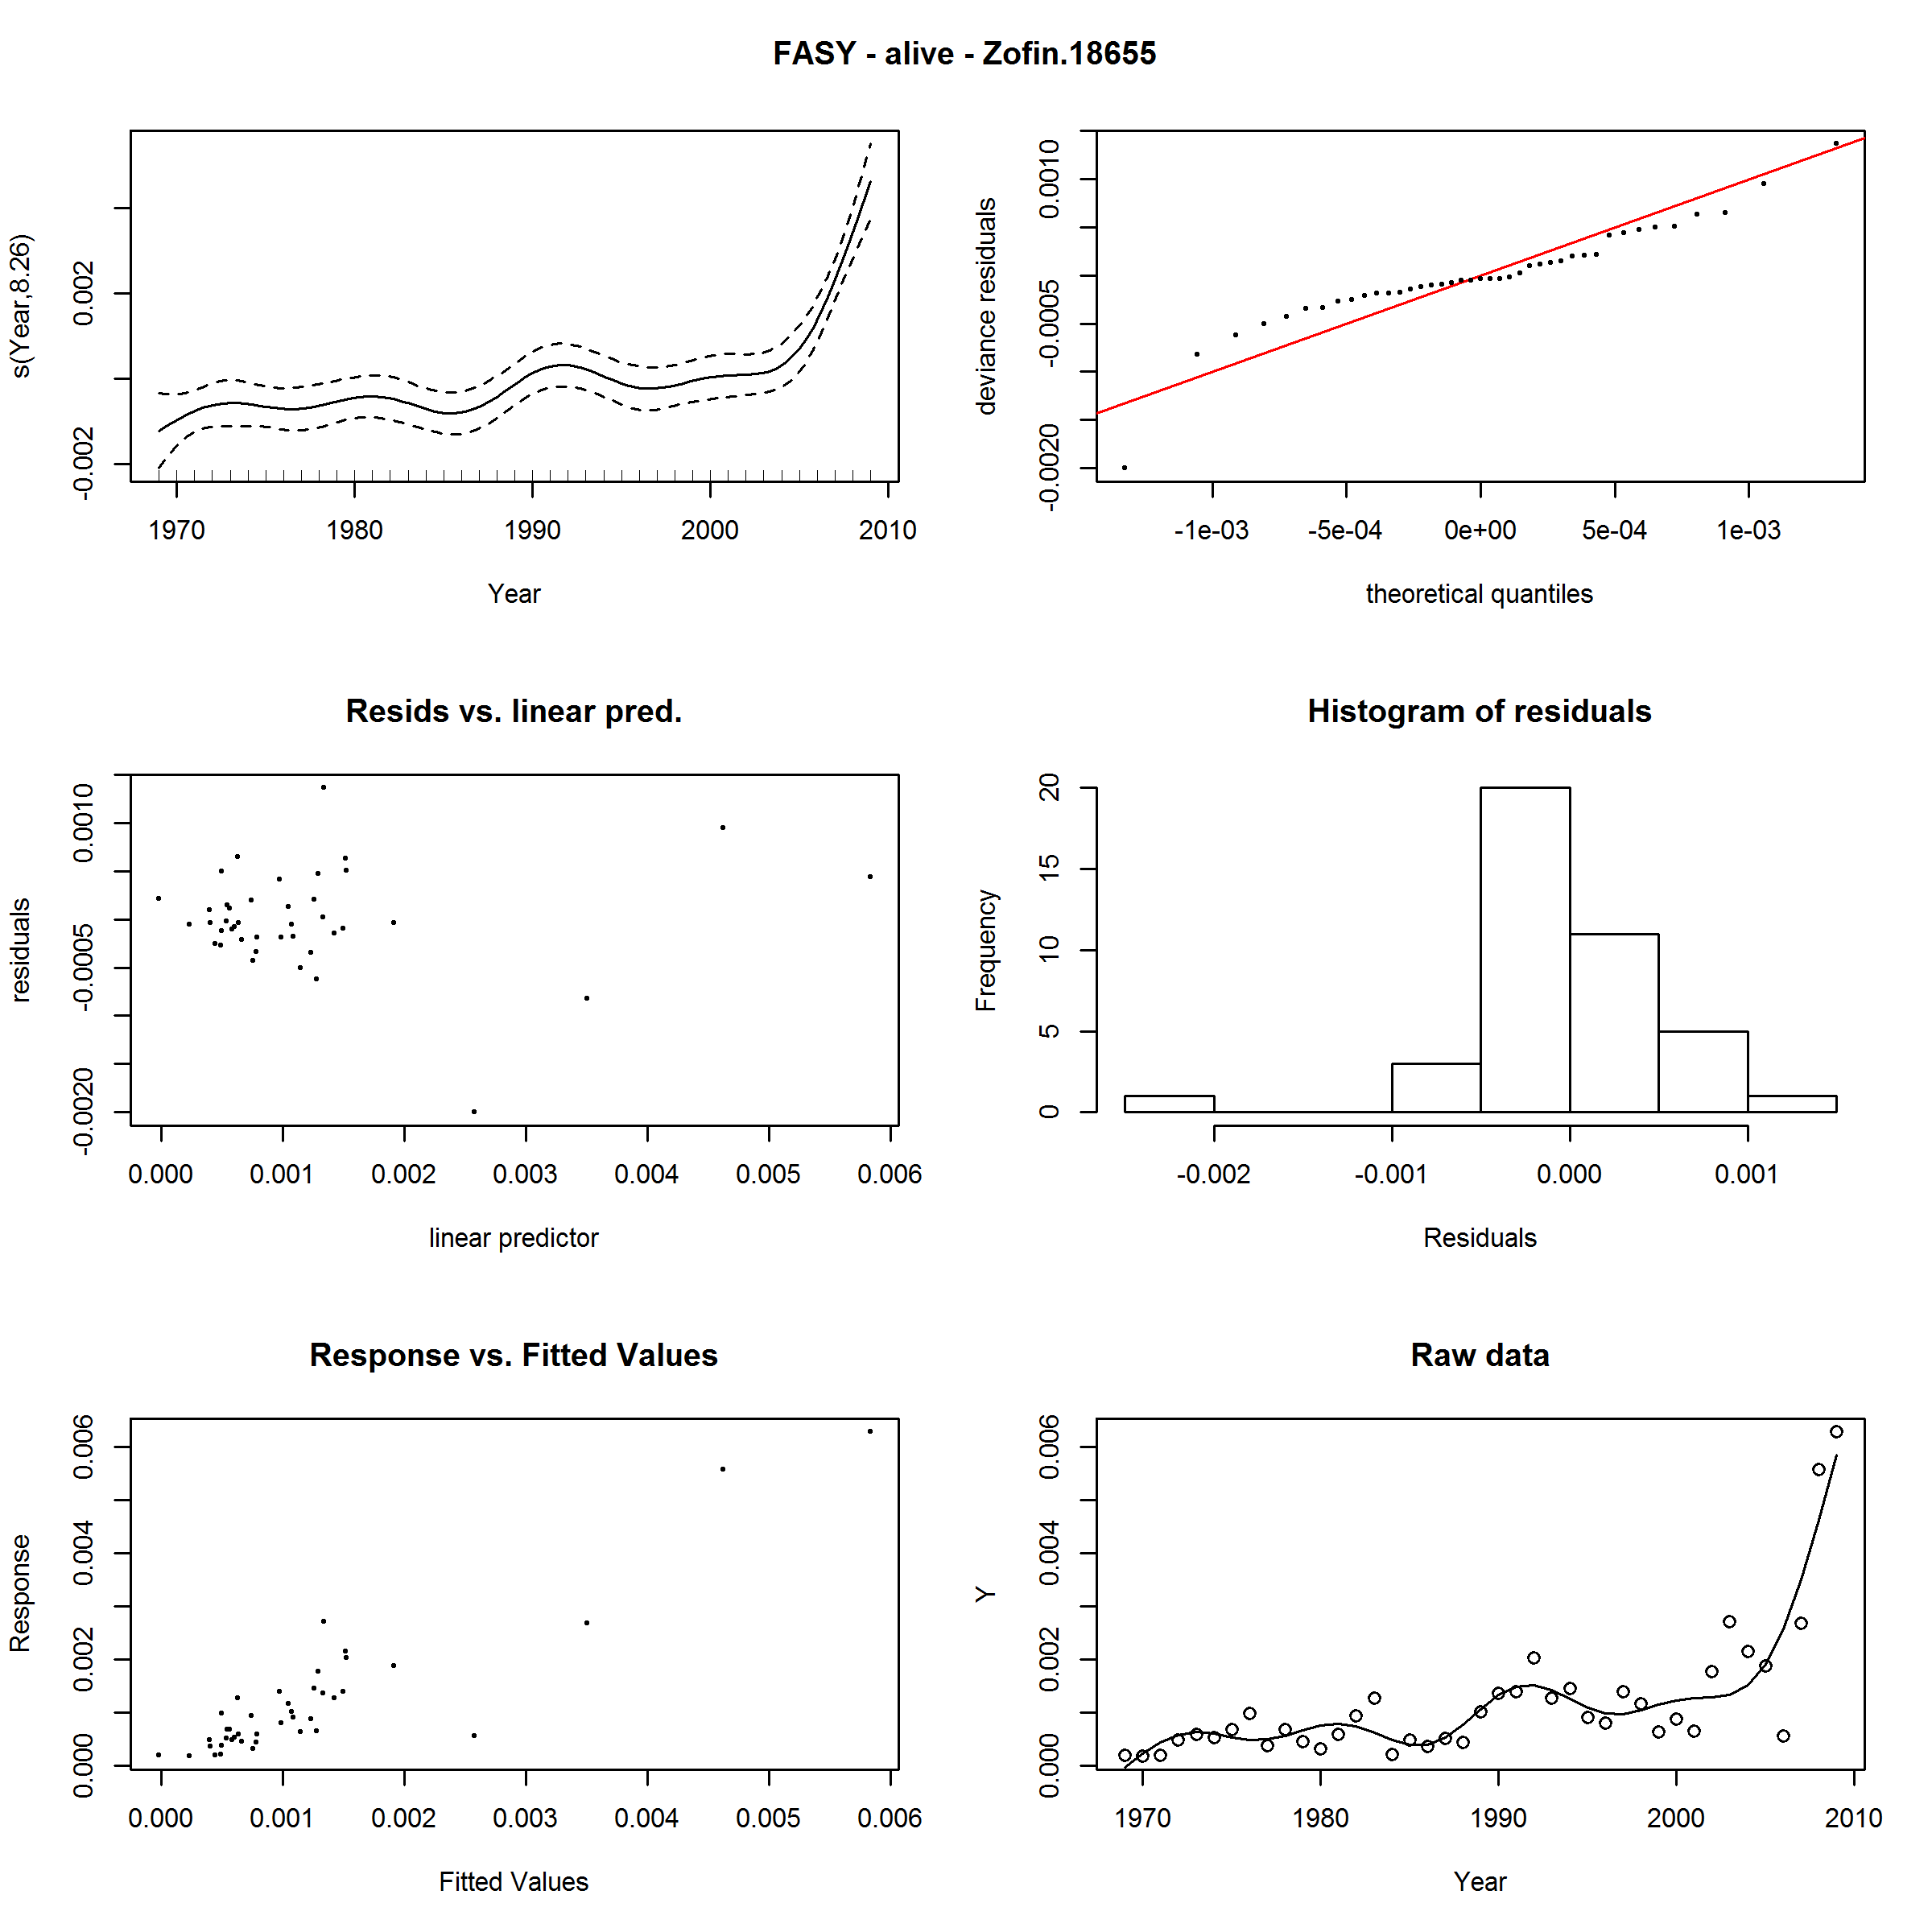 FASY - alive - Zofin.18655
s(Year,8.26)
-0.002 0.002
1970 1980 1990 2000 2010
Year
deviance residuals
-0.0020 -0.0005 0.0010
-1e-03 -5e-04 0e+00 5e-04 1e-03
theoretical quantiles
Resids vs. linear pred.
residuals
-0.0020 -0.0005 0.0010
0.000 0.001 0.002 0.003 0.004 0.005 0.006
linear predictor
Histogram of residuals
Frequency
0 5 10 15 20
-0.002 -0.001 0.000 0.001
Residuals
Response vs. Fitted Values
Response
0.000 0.002 0.004 0.006
0.000 0.001 0.002 0.003 0.004 0.005 0.006
Fitted Values
Raw data
Y
0.000 0.002 0.004 0.006
1970 1980 1990 2000 2010
Year